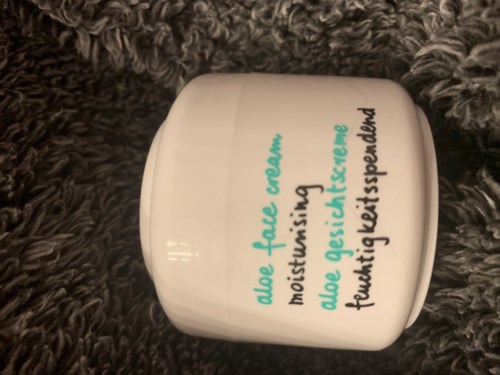 aloe face cream
moisturising
aloe gesichtscreme
feuchtigkeitsspendend